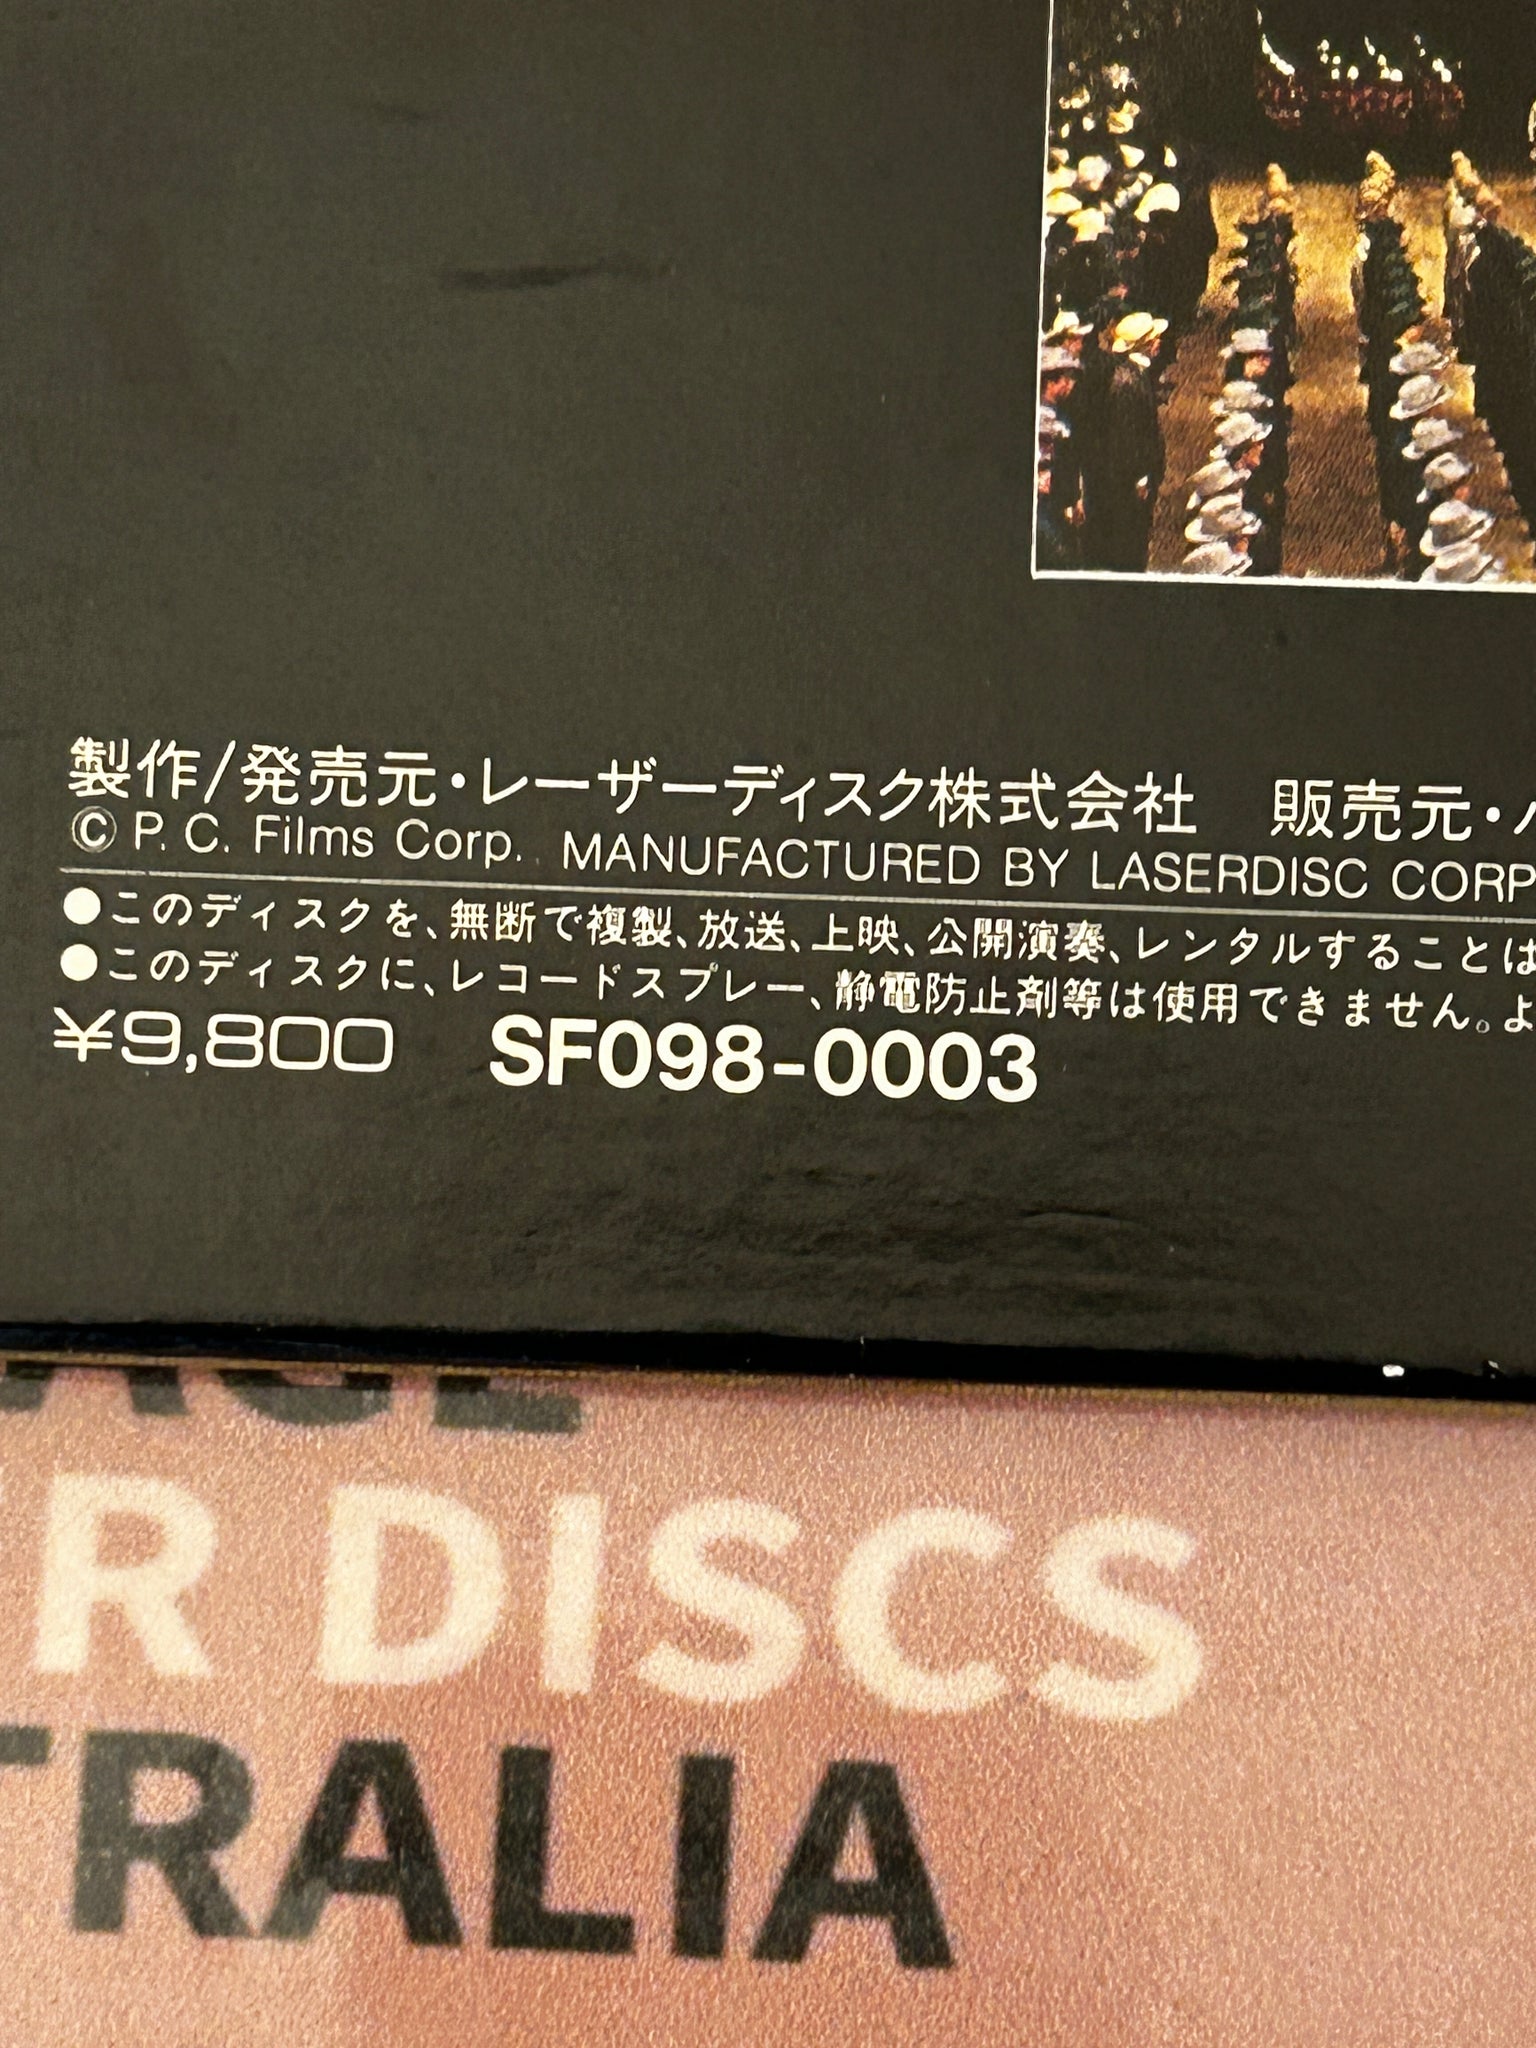 製作/発売元・レーザーディスク株式会社 販売元・パ
© P. C. Films Corp. MANUFACTURED BY LASERDISC CORP
●このディスクを、無断で複製、放送、上映、公開演奏、レンタルすることは
●このディスクに、レコードスプレー、静電防止剤等は使用できません。よ
¥9,800 SF098-0003
AGE
ER DISCS
TRALIA